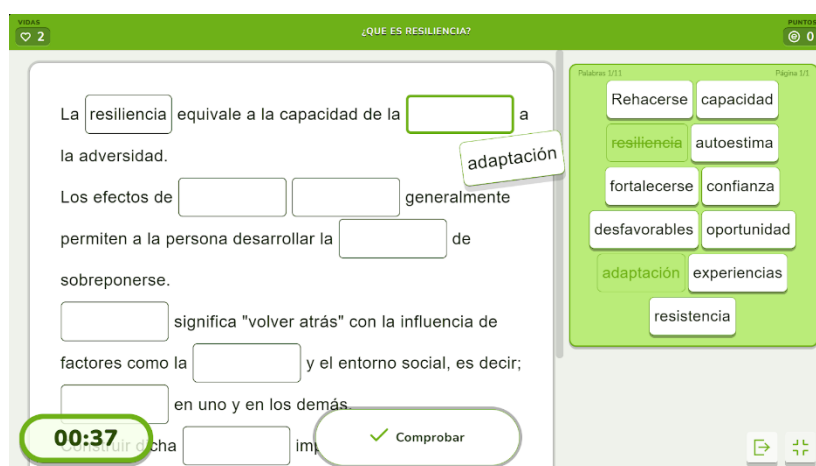 VIDAS
2
¿QUE ES RESILIENCIA?
PUNTOS
0
La resiliencia equivale a la capacidad de la a
la adversidad.
adaptación
Los efectos de generalmente
permiten a la persona desarrollar la de
sobreponerse.
significa "volver atrás" con la influencia de
factores como la y el entorno social, es decir;
en uno y en los demás.
Construir dicha
00:37
Comprobar
Palabras 1/11
Página 1/1
Rehacerse capacidad
resiliencia autoestima
fortalecerse confianza
desfavorables oportunidad
adaptación experiencias
resistencia